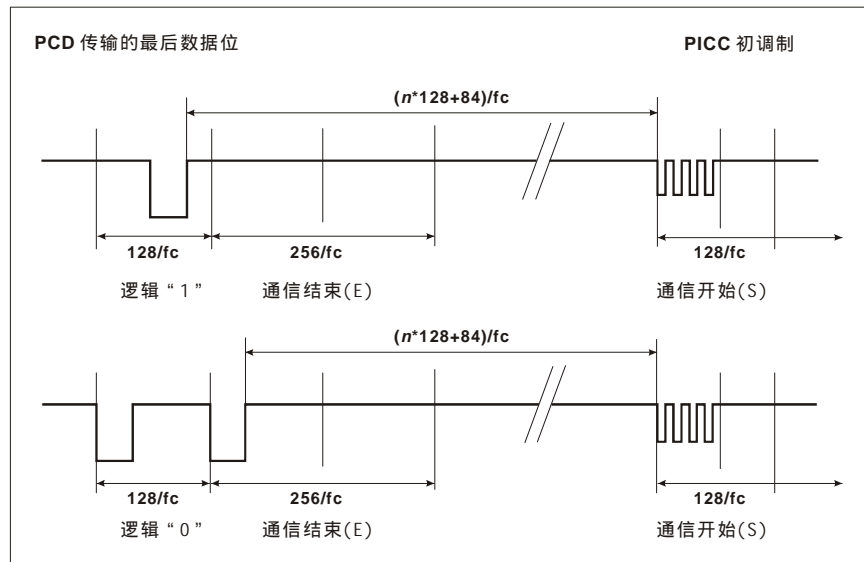 PCD 传输的最后数据位
PICC 初调制
(n*128+84)/fc
128/fc
256/fc
128/fc
逻辑 “1”
通信结束(E)
通信开始(S)
(n*128+84)/fc
128/fc
256/fc
128/fc
逻辑 “0”
通信结束(E)
通信开始(S)